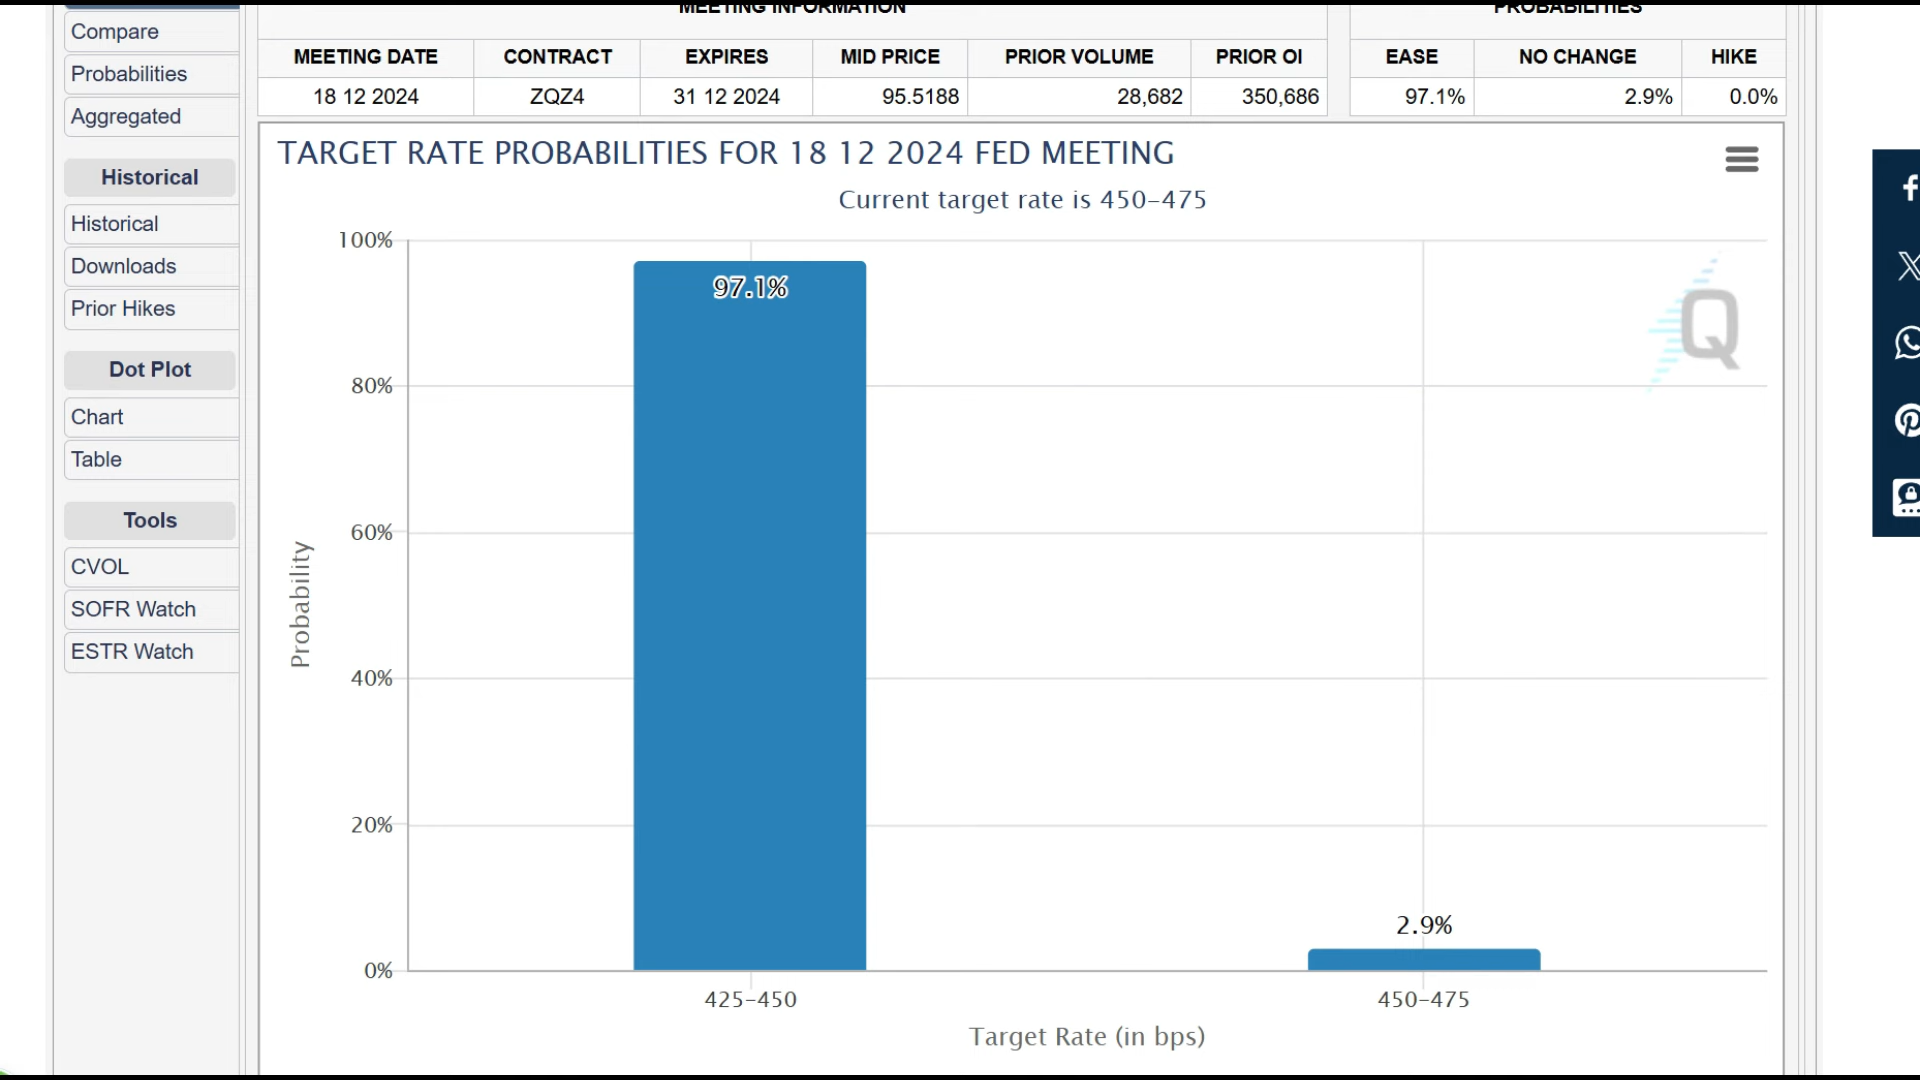 MEETING INFORMATION
PROBABILITIES
MEETING DATE CONTRACT EXPIRES MID PRICE PRIOR VOLUME PRIOR OI EASE NO CHANGE HIKE
18 12 2024 ZQZ4 31 12 2024 95.5188 28,682 350,686 97.1% 2.9% 0.0%
Compare
Probabilities
Aggregated
Historical
Historical
Downloads
Prior Hikes
Dot Plot
Chart
Table
Tools
CVOL
SOFR Watch
ESTR Watch
TARGET RATE PROBABILITIES FOR 18 12 2024 FED MEETING
Current target rate is 450–475
100%
80%
60%
40%
20%
0%
Probability
97.1%
2.9%
425–450
450–475
Target Rate (in bps)
Q